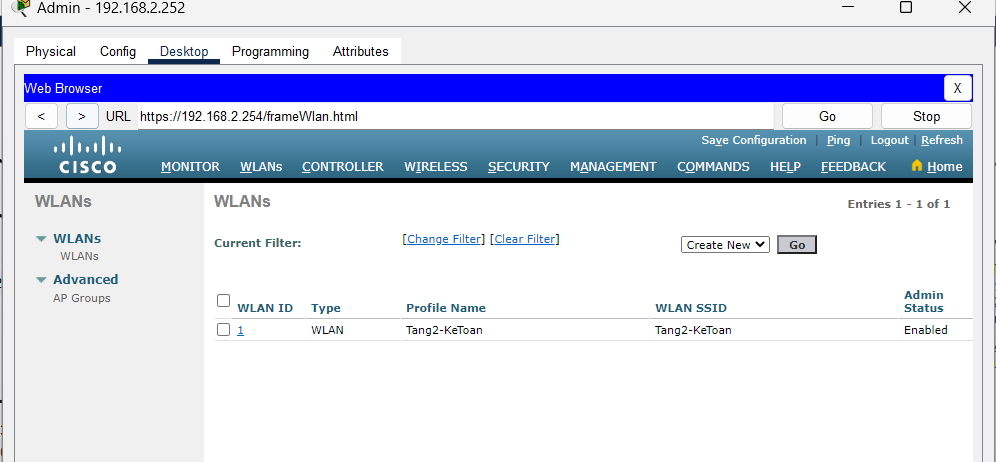 Admin - 192.168.2.252
Physical Config Desktop Programming Attributes
Web Browser X
< > URL https://192.168.2.254/frameWlan.html Go Stop
Save Configuration | Ping | Logout | Refresh
CISCO MONITOR WLANs CONTROLLER WIRELESS SECURITY MANAGEMENT COMMANDS HELP FEEDBACK Home
WLANs
WLANs
WLANs
Advanced
AP Groups
WLANs Entries 1 - 1 of 1
Current Filter: [Change Filter] [Clear Filter] Create New Go
WLAN ID Type Profile Name WLAN SSID Admin Status
1 WLAN Tang2-KeToan Tang2-KeToan Enabled